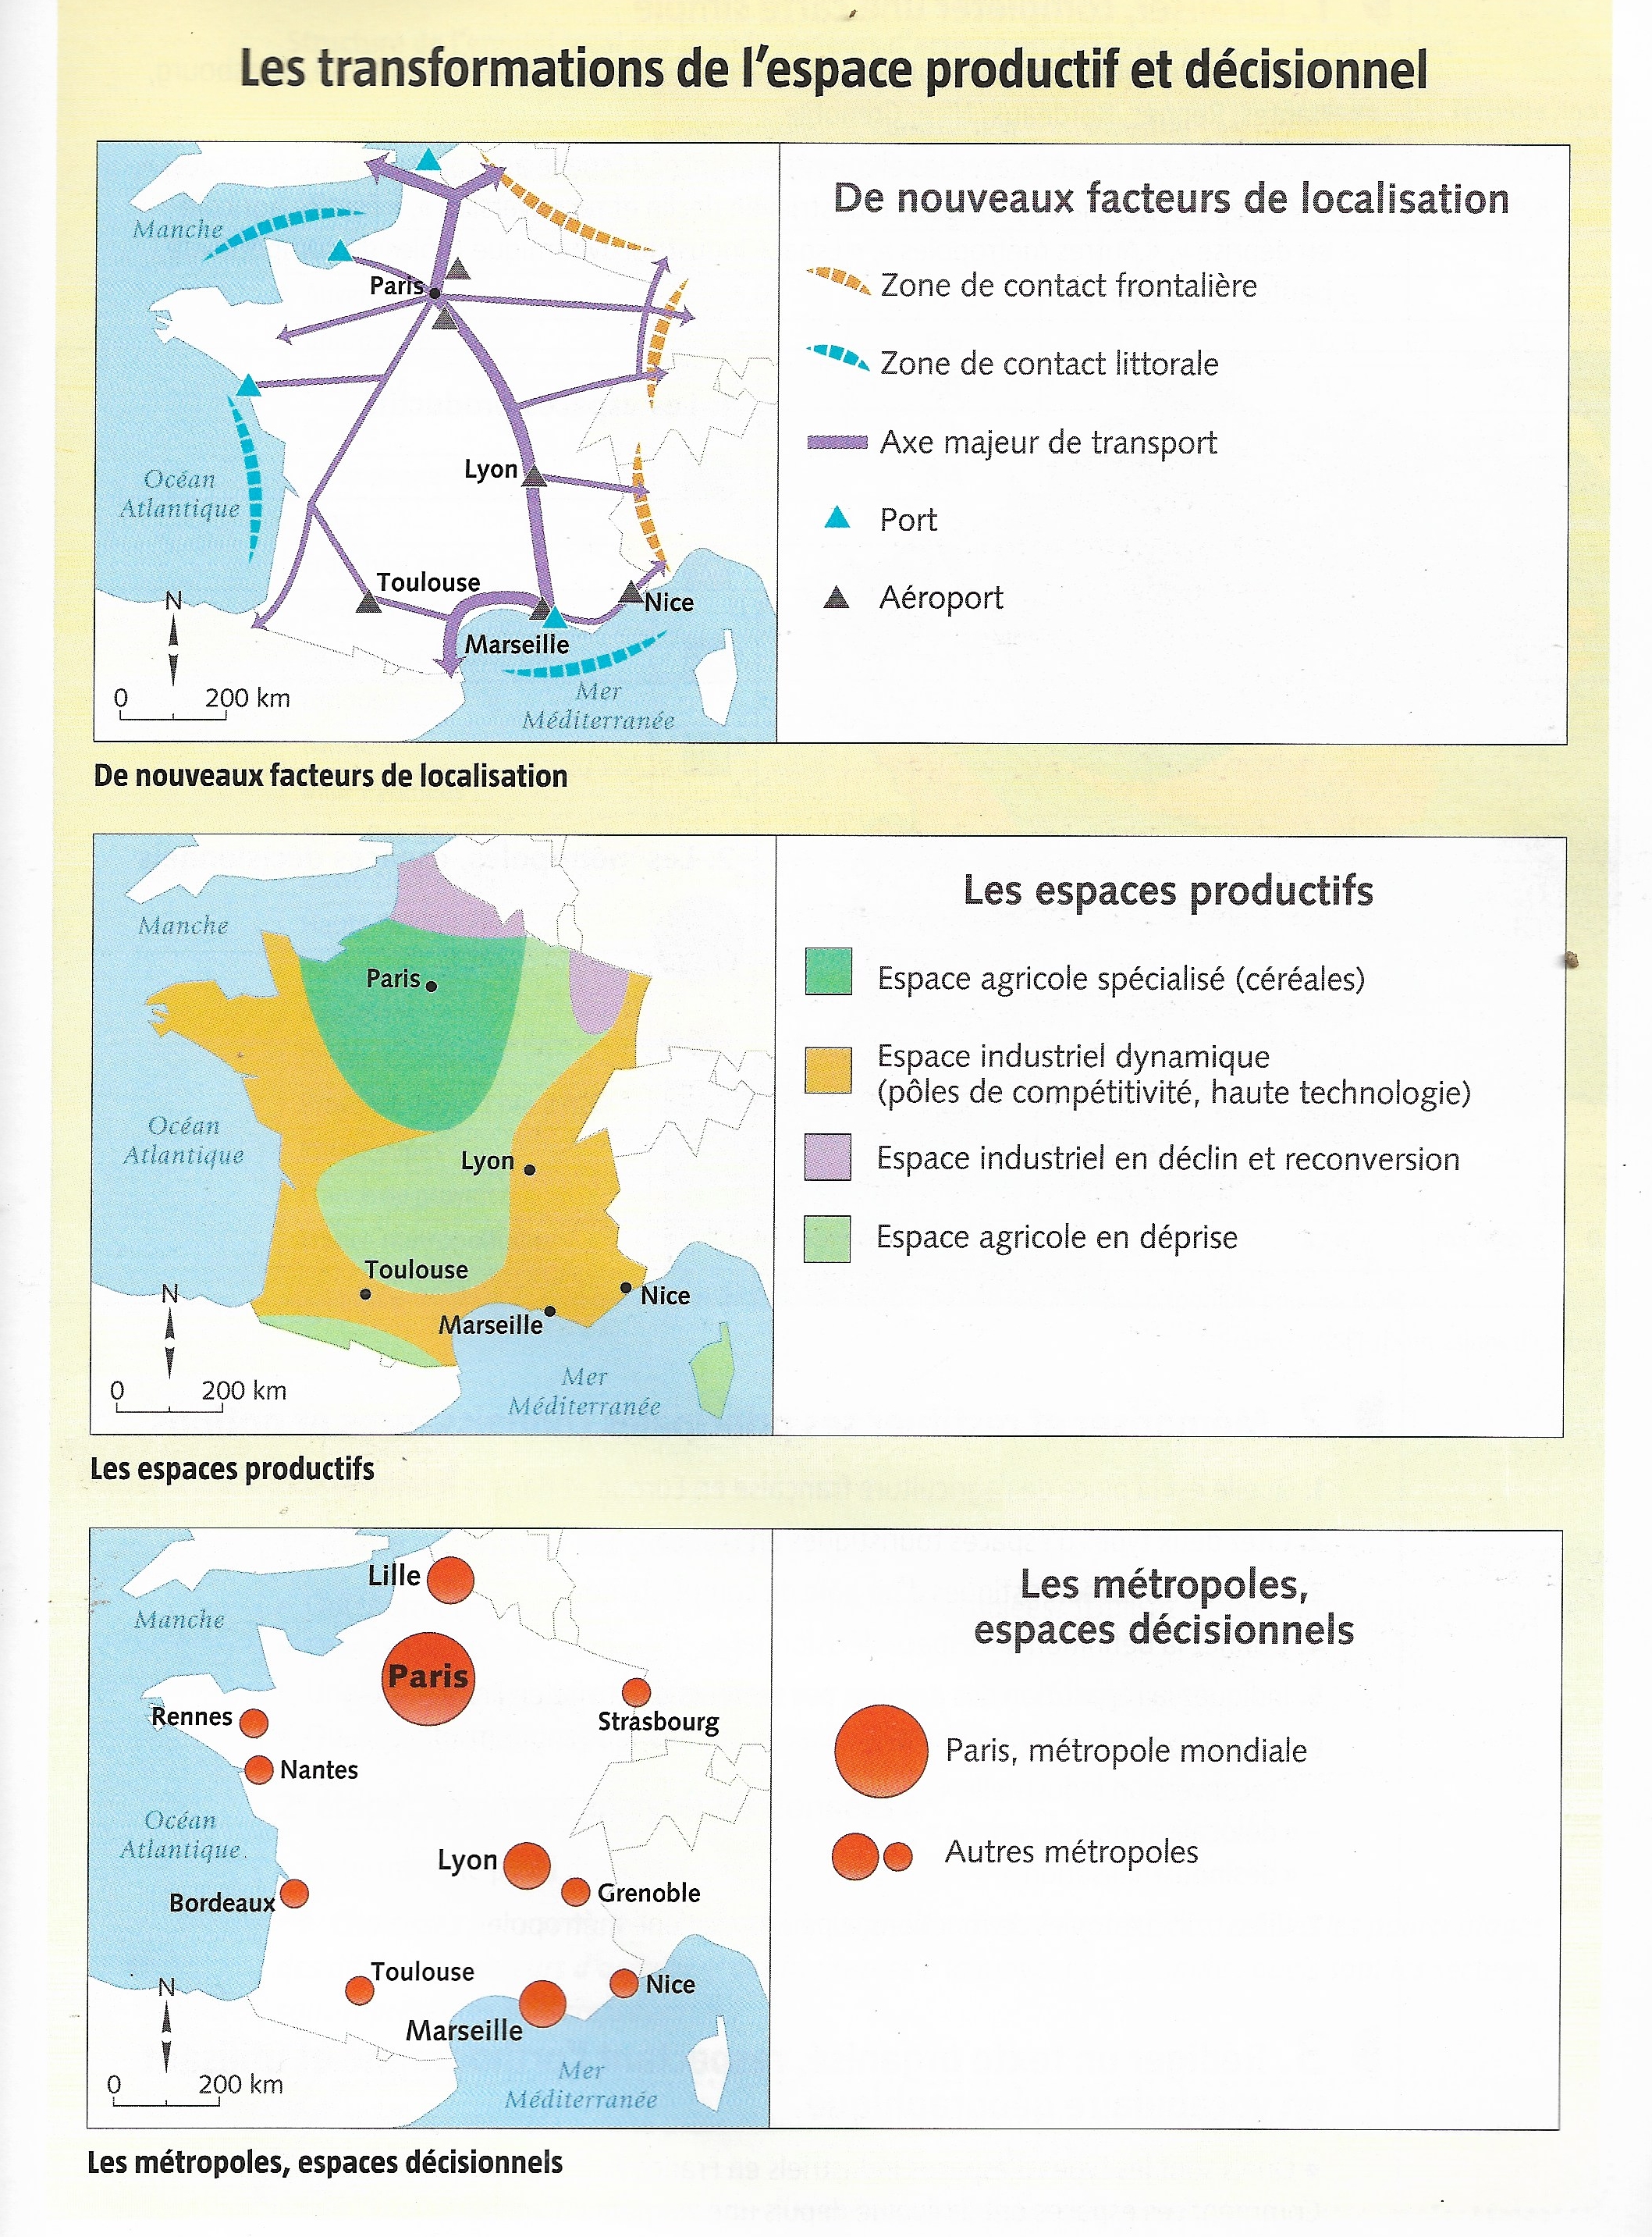 Les transformations de l'espace productif et décisionnel
Manche
Paris
Lyon
Océan
Atlantique
Toulouse
Nice
Marseille
N
0 200 km
Mer
Méditerranée
De nouveaux facteurs de localisation
Zone de contact frontalière
Zone de contact littorale
Axe majeur de transport
Port
Aéroport
De nouveaux facteurs de localisation
Manche
Paris
Océan
Atlantique
Lyon
Toulouse
Nice
Marseille
N
0 200 km
Mer
Méditerranée
Les espaces productifs
Espace agricole spécialisé (céréales)
Espace industriel dynamique
(pôles de compétitivité, haute technologie)
Espace industriel en déclin et reconversion
Espace agricole en déprise
Les espaces productifs
Lille
Manche
Paris
Rennes
Strasbourg
Nantes
Océan
Atlantique
Lyon
Grenoble
Bordeaux
Toulouse
Nice
Marseille
N
0 200 km
Mer
Méditerranée
Les métropoles,
espaces décisionnels
Paris, métropole mondiale
Autres métropoles
Les métropoles, espaces décisionnels